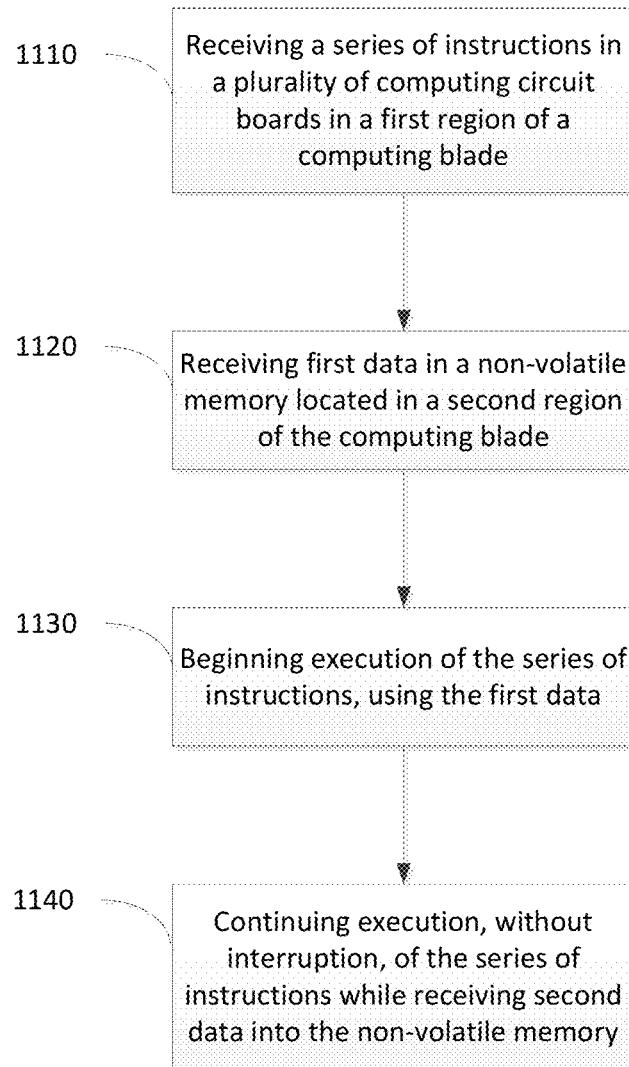 1110
Receiving a series of instructions in
a plurality of computing circuit
boards in a first region of a
computing blade
1120
Receiving first data in a non-volatile
memory located in a second region
of the computing blade
1130
Beginning execution of the series of
instructions, using the first data
1140
Continuing execution, without
interruption, of the series of
instructions while receiving second
data into the non-volatile memory